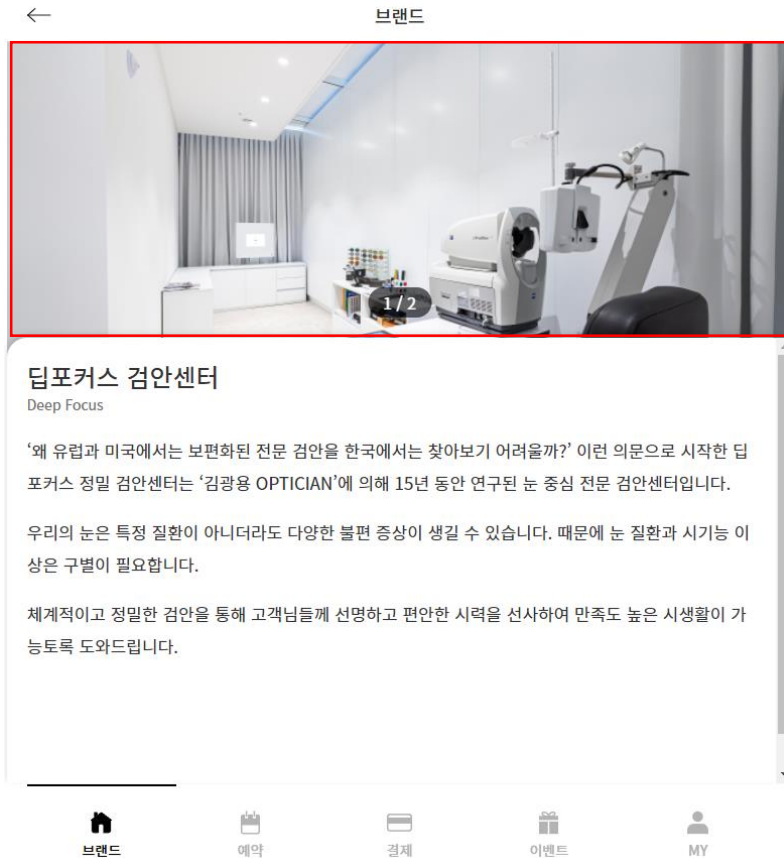 브랜드
1 / 2
딥포커스 검안센터
Deep Focus
‘왜 유럽과 미국에서는 보편화된 전문 검안을 한국에서는 찾아보기 어려울까?’ 이런 의문으로 시작한 딥
포커스 정밀 검안센터는 ‘김광용 OPTICIAN’에 의해 15년 동안 연구된 눈 중심 전문 검안센터입니다.
우리의 눈은 특정 질환이 아니더라도 다양한 불편 증상이 생길 수 있습니다. 때문에 눈 질환과 시기능 이
상은 구별이 필요합니다.
체계적이고 정밀한 검안을 통해 고객님들께 선명하고 편안한 시력을 선사하여 만족도 높은 시생활이 가
능토록 도와드립니다.
브랜드 예약 결제 이벤트 MY